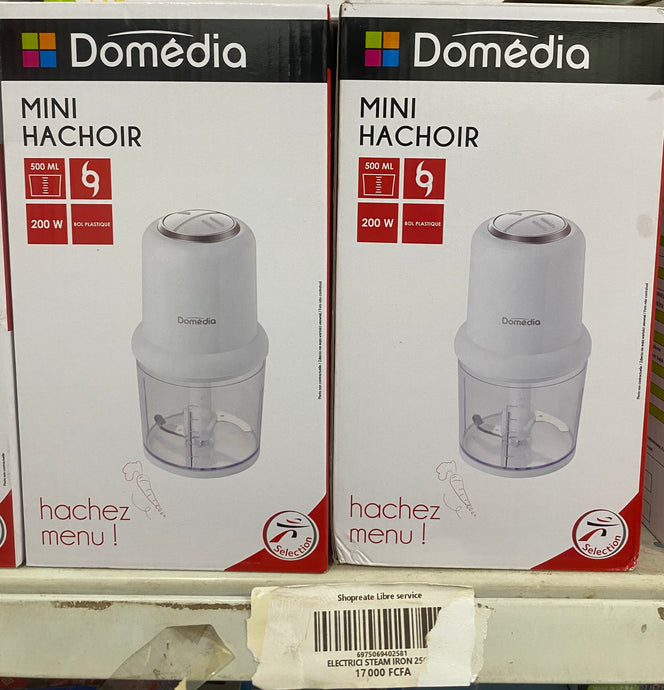 Domédia
MINI
HACHOIR
500 ML
200 W
BOL PLASTIQUE
Domédia
hachez
menu !
Selection
Domédia
MINI
HACHOIR
500 ML
200 W
BOL PLASTIQUE
Domédia
hachez
menu !
Selection
Shopreate Libre service
6975069402581
ELECTRICI STEAM IRON 25
17 000 FCFA